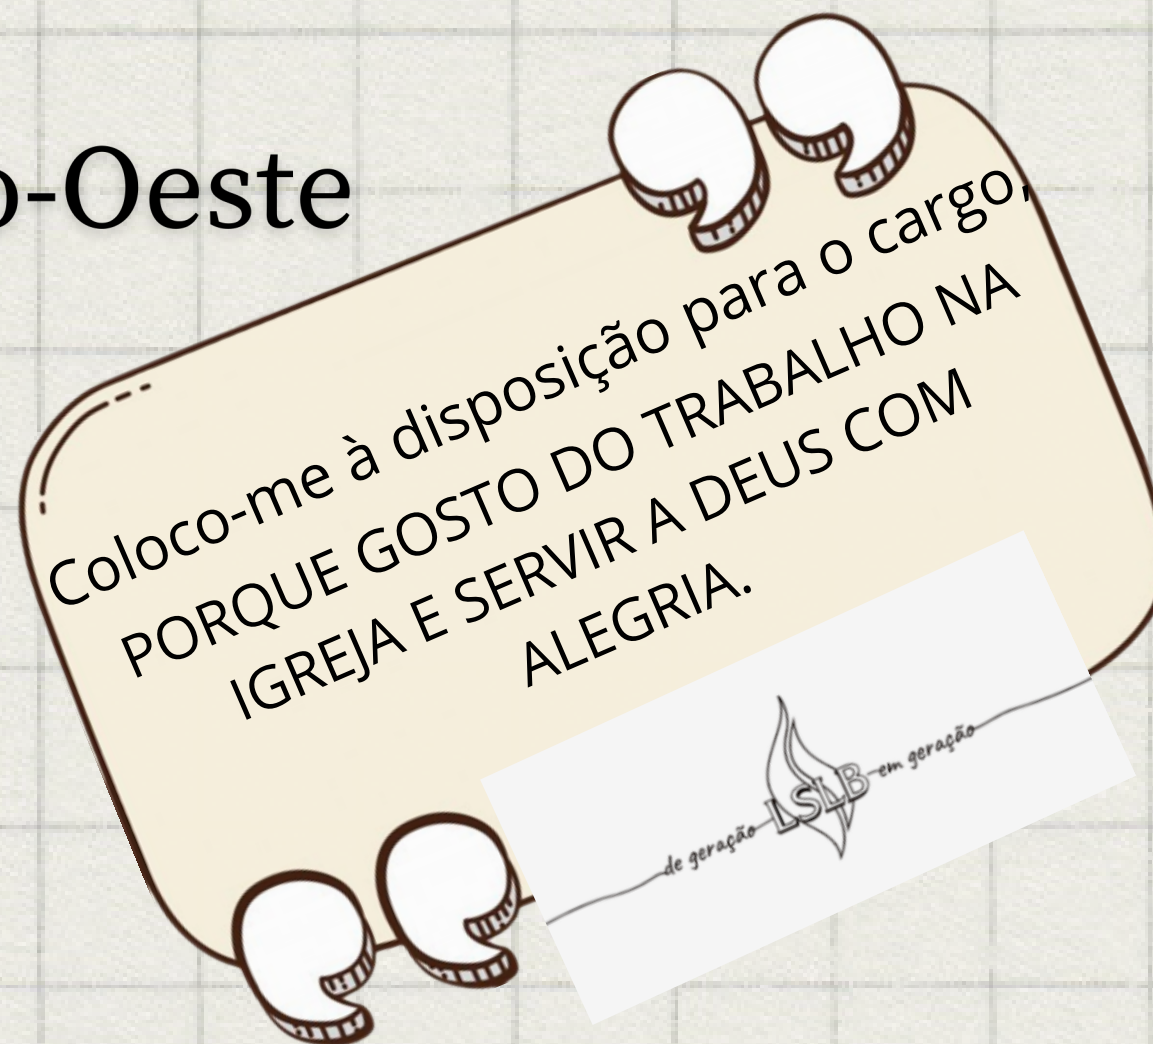 o-Oeste
Coloco-me à disposição para o cargo,
PORQUE GOSTO DO TRABALHO NA
IGREJA E SERVIR A DEUS COM
ALEGRIA.
de geração LSLB em geração